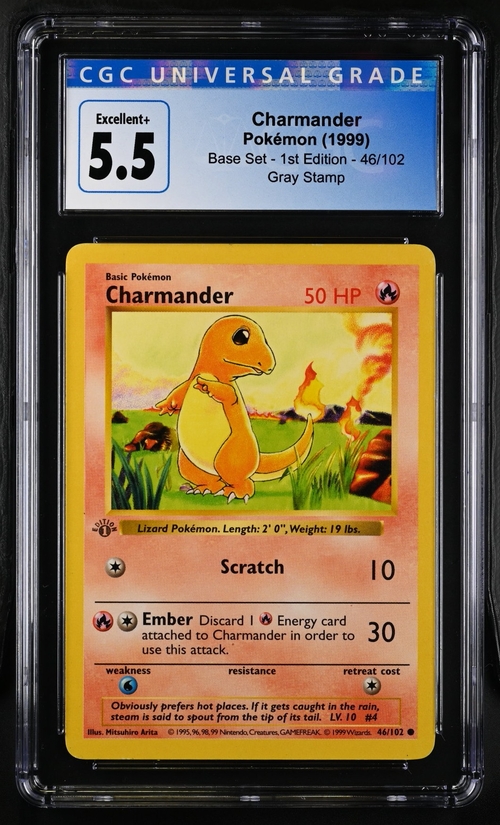 CGC UNIVERSAL GRADE
Excellent+
5.5
Charmander
Pokémon (1999)
Base Set - 1st Edition - 46/102
Gray Stamp
Basic Pokémon
Charmander 50 HP
EDITION
1
Lizard Pokémon. Length: 2' 0", Weight: 19 lbs.
Scratch 10
Ember Discard 1 Energy card
attached to Charmander in order to
use this attack.
30
weakness resistance retreat cost
Obviously prefers hot places. If it gets caught in the rain,
steam is said to spout from the tip of its tail. LV. 10 #4
Illus. Mitsuhiro Arita © 1995, 96, 98, 99 Nintendo, Creatures, GAMEFREAK. © 1999 Wizards. 46/102